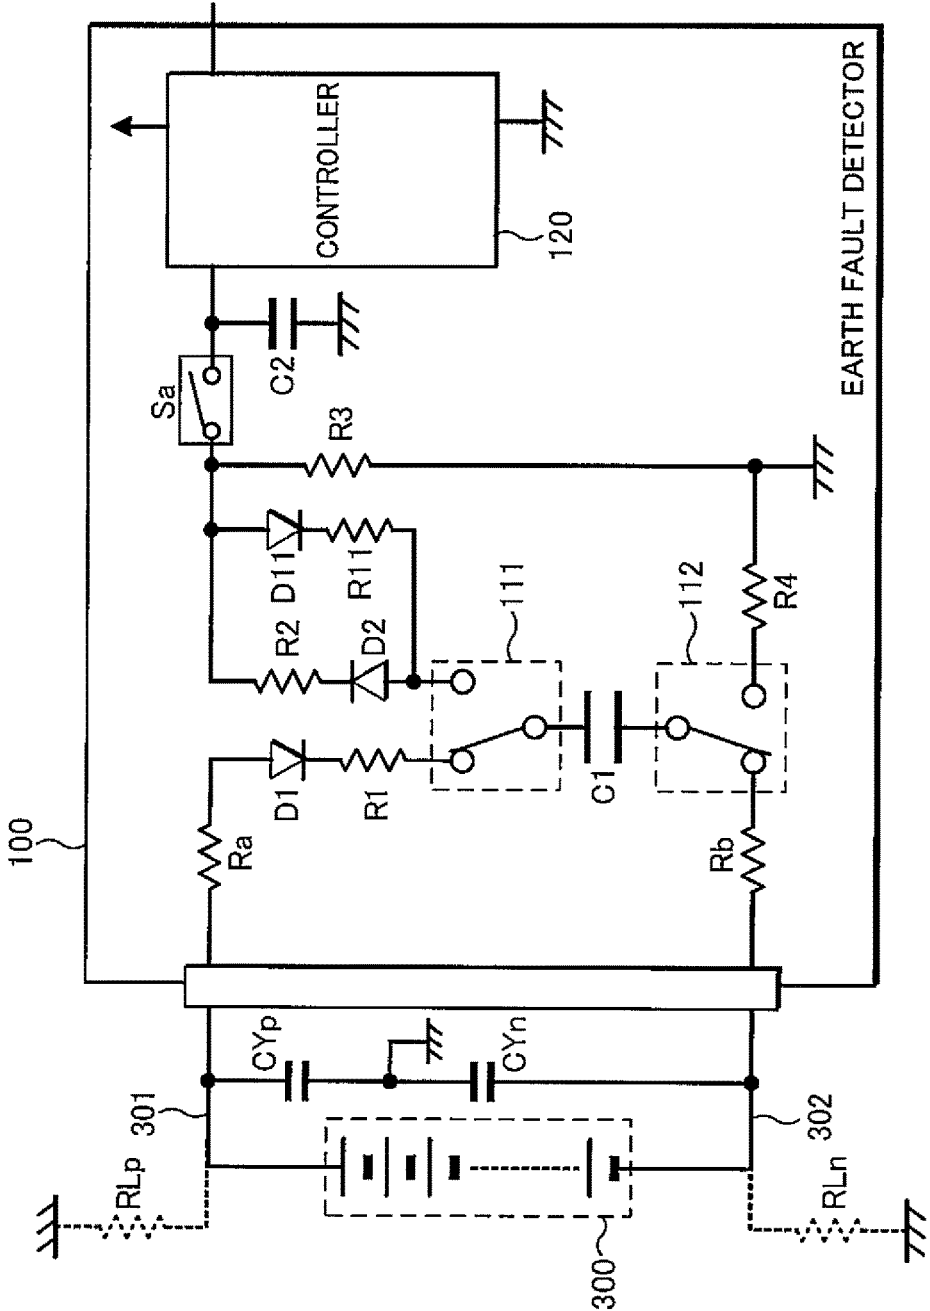 100
CONTROLLER
120
EARTH FAULT DETECTOR
Sa
C2
R3
D11
R11
R2
D2
111
112
R4
D1
R1
C1
Ra
Rb
301
CYp
CYn
302
RLp
RLn
300